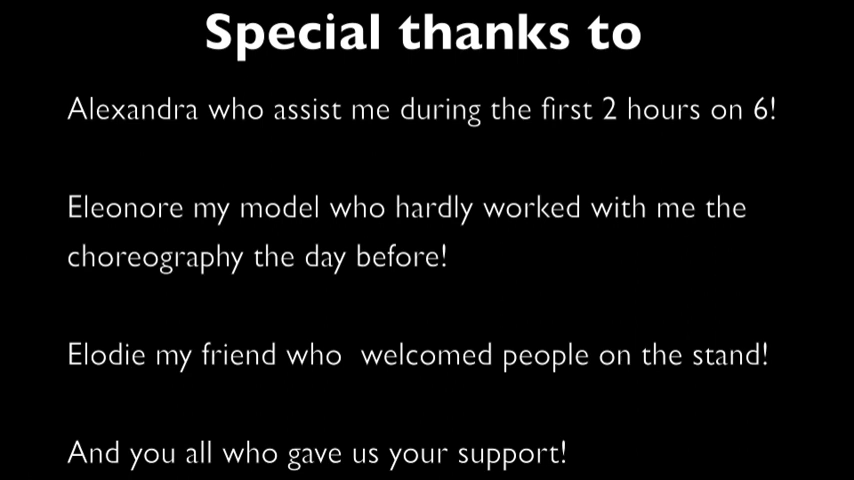 Special thanks to
Alexandra who assist me during the first 2 hours on 6!
Eleonore my model who hardly worked with me the
choreography the day before!
Elodie my friend who  welcomed people on the stand!
And you all who gave us your support!